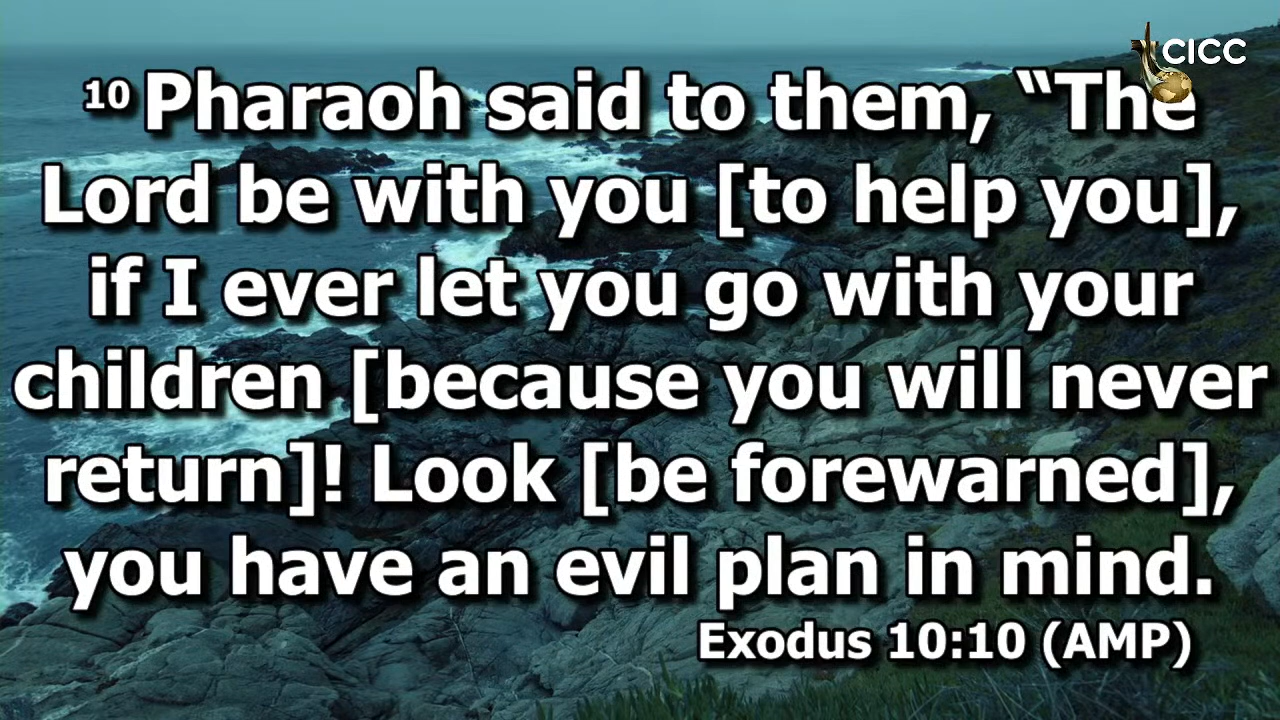 CICC
10 Pharaoh said to them, “The
Lord be with you [to help you],
if I ever let you go with your
children [because you will never
return]! Look [be forewarned],
you have an evil plan in mind.
Exodus 10:10 (AMP)